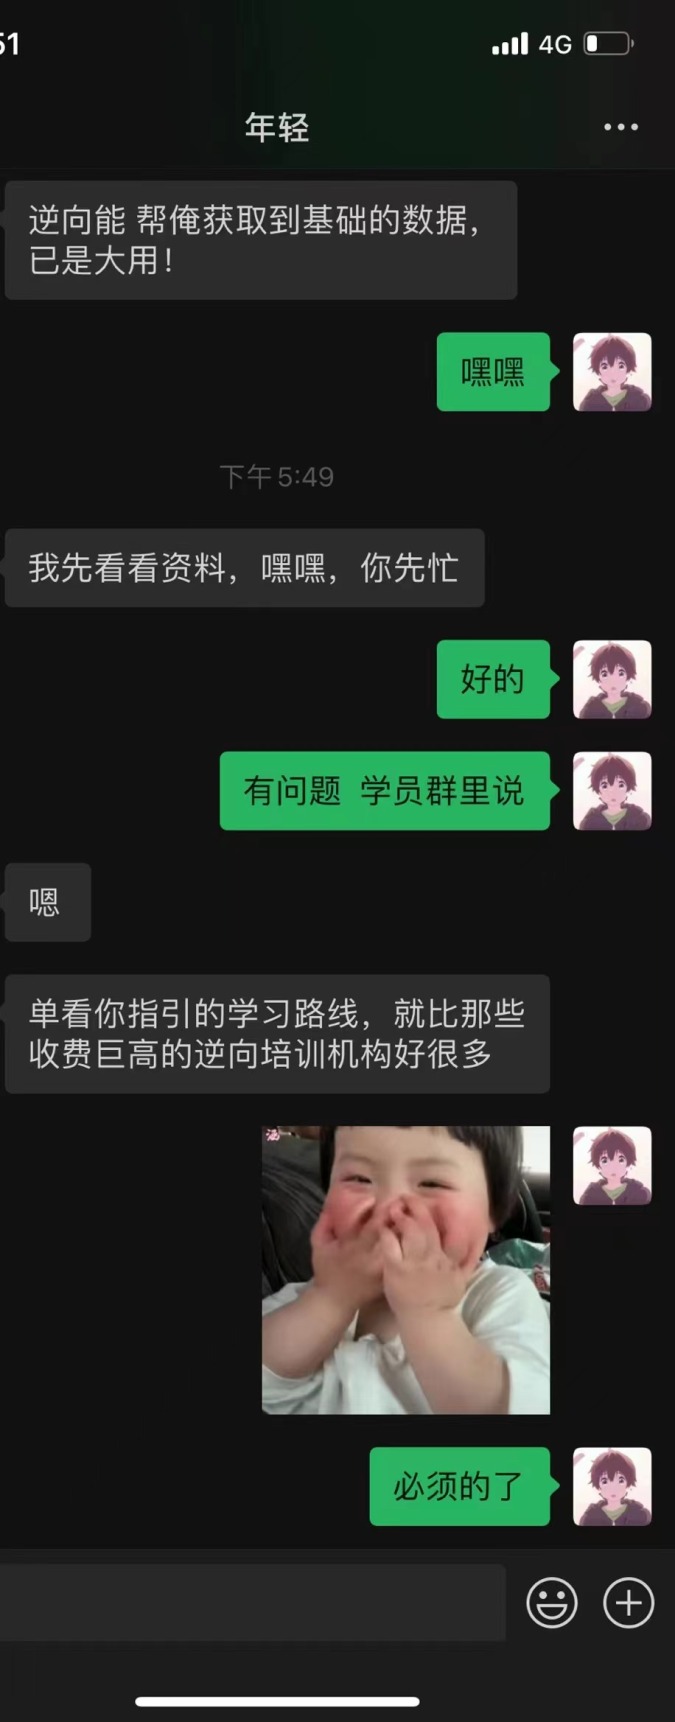 51
4G
年轻
逆向能 帮俺获取到基础的数据，
已是大用！
嘿嘿
下午 5:49
我先看看资料，嘿嘿，你先忙
好的
有问题 学员群里说
嗯
单看你指引的学习路线，就比那些
收费巨高的逆向培训机构好很多
必须的了